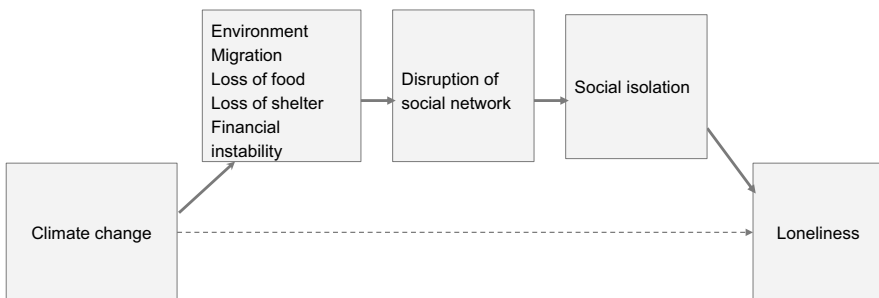 Environment
Migration
Loss of food
Loss of shelter
Financial
instability
Disruption of
social network
Social isolation
Climate change
Loneliness